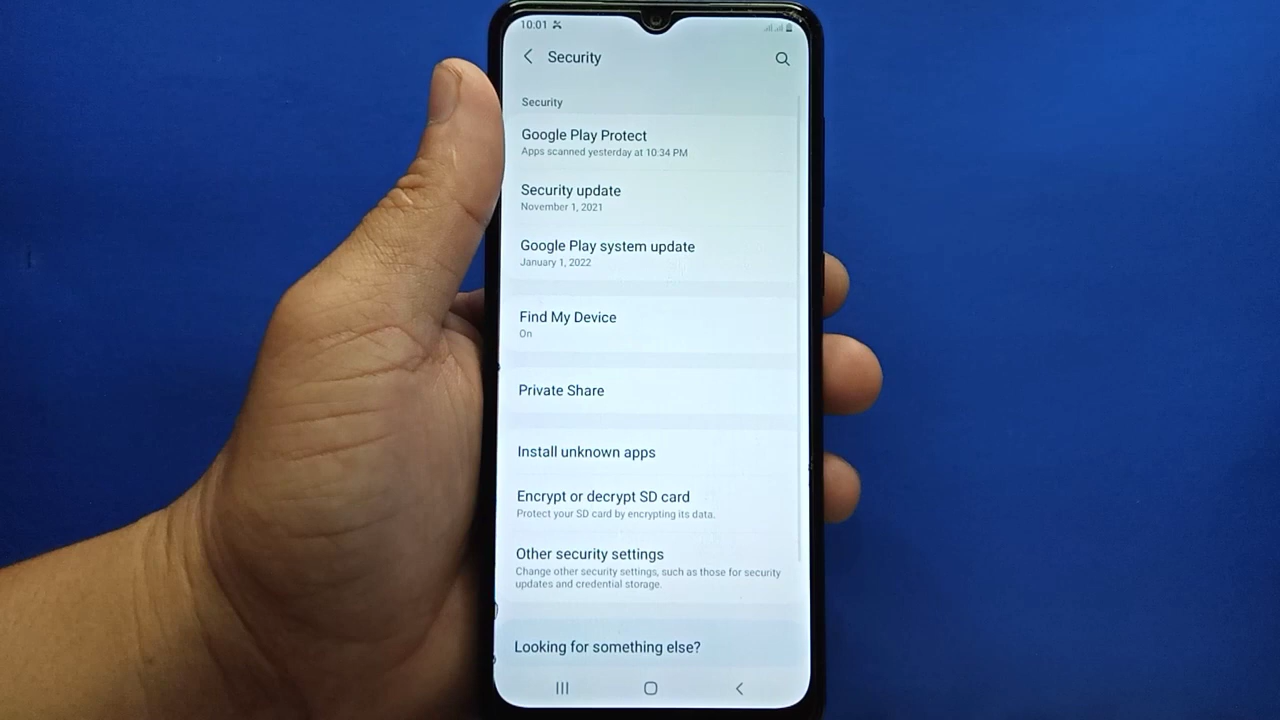 10:01
Security
Security
Google Play Protect
Apps scanned yesterday at 10:34 PM
Security update
November 1, 2021
Google Play system update
January 1, 2022
Find My Device
On
Private Share
Install unknown apps
Encrypt or decrypt SD card
Protect your SD card by encrypting its data.
Other security settings
Change other security settings, such as those for security
updates and credential storage.
Looking for something else?